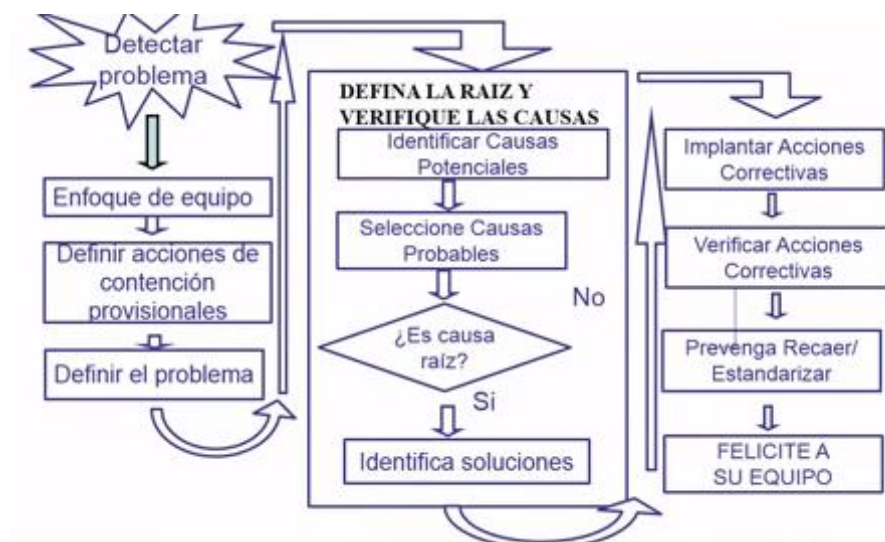 Detectar
problema
Enfoque de equipo
Definir acciones de
contención
provisionales
Definir el problema
DEFINA LA RAIZ Y
VERIFIQUE LAS CAUSAS
Identificar Causas
Potenciales
Seleccione Causas
Probables
No
¿Es causa
raíz?
Si
Identifica soluciones
Implantar Acciones
Correctivas
Verificar Acciones
Correctivas
Prevenga Recaer/
Estandarizar
FELICITE A
SU EQUIPO